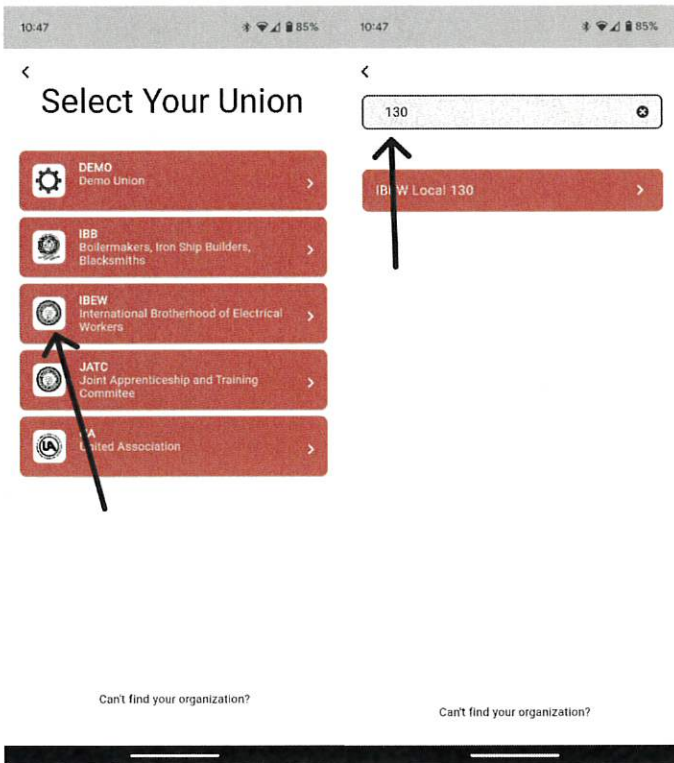 10:47
85%
Select Your Union
DEMO
Demo Union
IBB
Boilermakers, Iron Ship Builders,
Blacksmiths
IBEW
International Brotherhood of Electrical
Workers
JATC
Joint Apprenticeship and Training
Commitee
UA
United Association
Can't find your organization?
10:47
85%
130
IBEW Local 130
Can't find your organization?